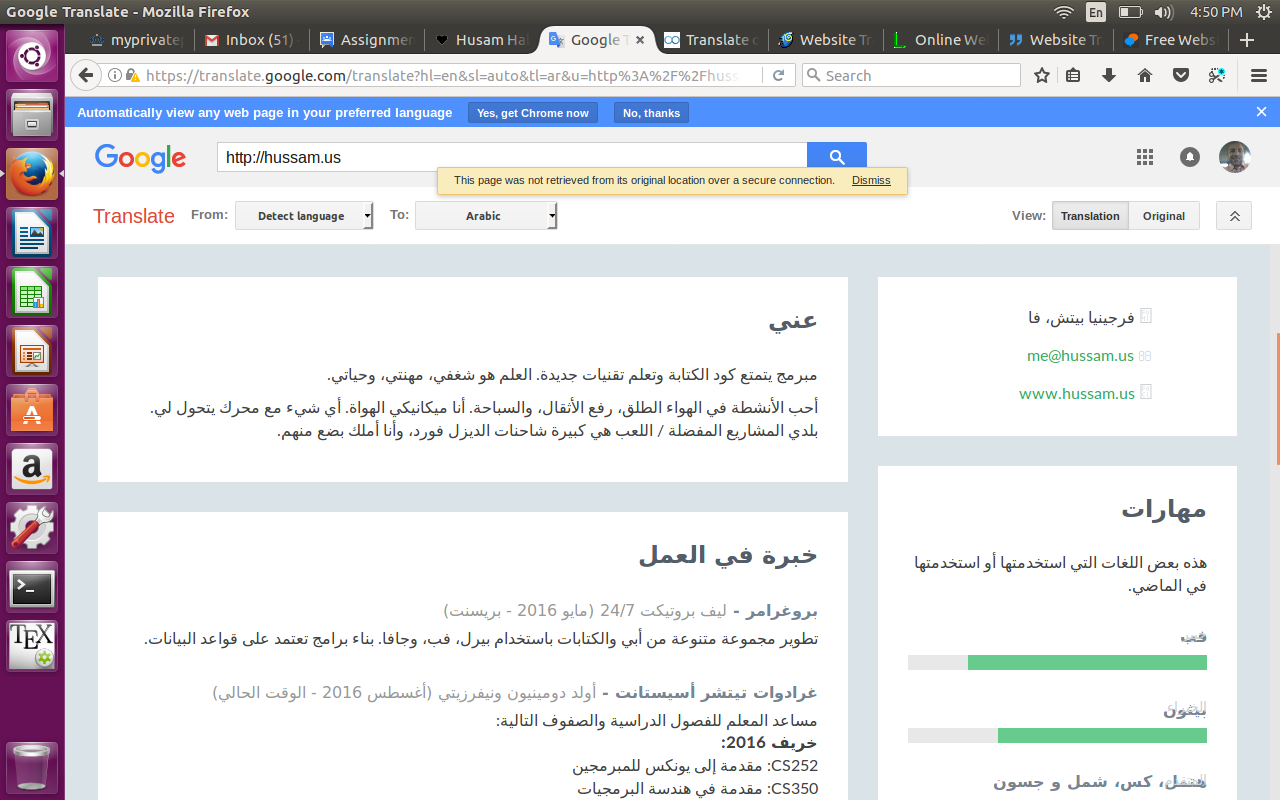 Google Translate - Mozilla Firefox
En
4:50 PM
myprivate
Inbox (51)
Assignmen
Husam Hal
Google T
Translate o
Website Tr
Online We
Website Tr
Free Webs
https://translate.google.com/translate?hl=en&sl=auto&tl=ar&u=http%3A%2F%2Fhuss
Search
Automatically view any web page in your preferred language
Yes, get Chrome now
No, thanks
Google
http://hussam.us
This page was not retrieved from its original location over a secure connection.
Dismiss
Translate
From:
Detect language
To:
Arabic
View:
Translation
Original
عني
مبرمج يتمتع كود الكتابة وتعلم تقنيات جديدة. العلم هو شغفي، مهنتي، وحياتي.
أحب الأنشطة في الهواء الطلق، رفع الأثقال، والسباحة. أنا ميكانيكي الهواة. أي شيء مع محرك يتحول لي.
بلدي المشاريع المفضلة / اللعب هي كبيرة شاحنات الديزل فورد، وأنا أملك بضع منهم.
خبرة في العمل
بروغرامر - ليف بروتيكت 24/7 (مايو 2016 - بريسنت)
تطوير مجموعة متنوعة من أبي والكتابات باستخدام بيرل، فب، وجافا. بناء برامج تعتمد على قواعد البيانات.
غرادوات تيتشر أسيستانت - أولد دومينيون ونيفرزيتي (أغسطس 2016 - الوقت الحالي)
مساعد المعلم للفصول الدراسية والصفوف التالية:
خريف 2016:
CS252: مقدمة إلى يونكس للمبرمجين
CS350: مقدمة في هندسة البرمجيات
فرجينيا بيتش، فا
me@hussam.us
www.hussam.us
مهارات
هذه بعض اللغات التي استخدمتها أو استخدمتها
في الماضي.
فب
بيثون
هتمل، كس، شمل و جسون